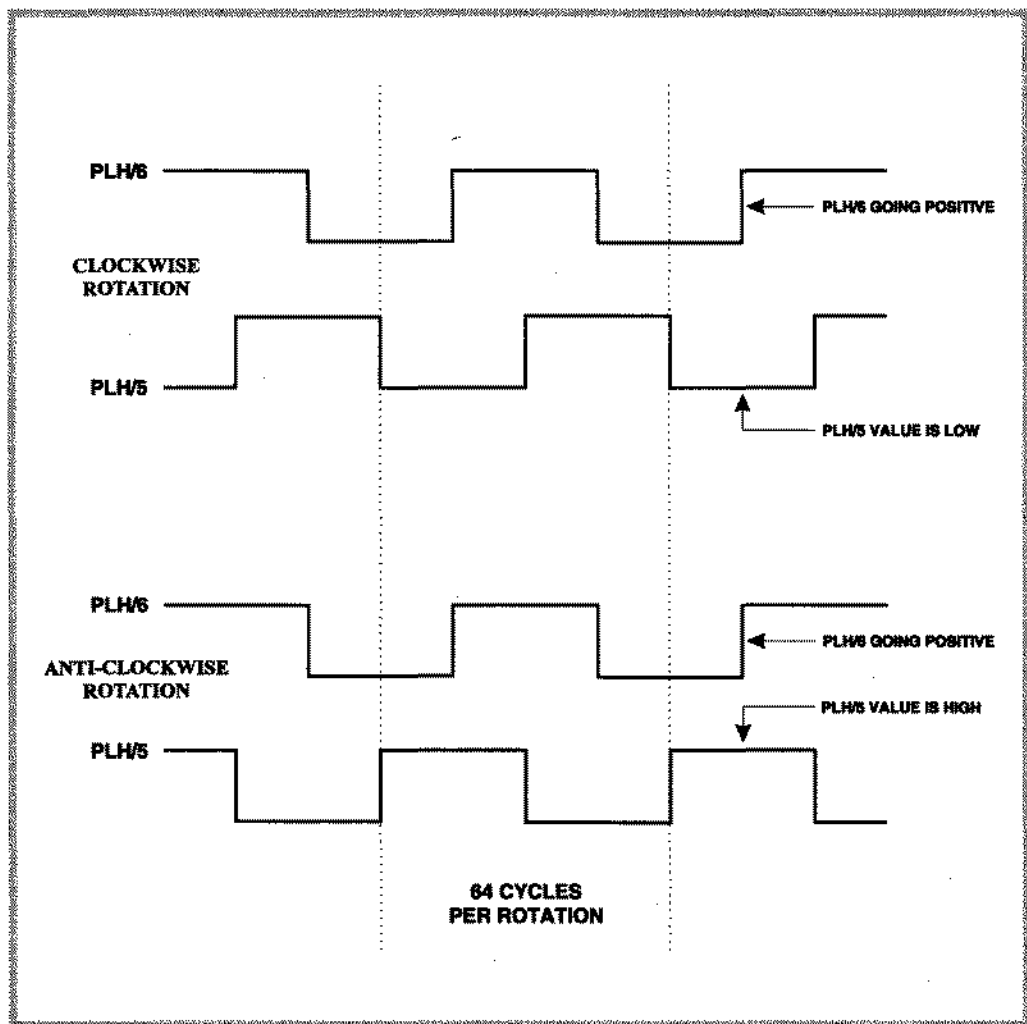 PLH/6
PLH/6 GOING POSITIVE
CLOCKWISE
ROTATION
PLH/5
PLH/5 VALUE IS LOW
PLH/6
PLH/6 GOING POSITIVE
ANTI-CLOCKWISE
ROTATION
PLH/5 VALUE IS HIGH
PLH/5
64 CYCLES
PER ROTATION